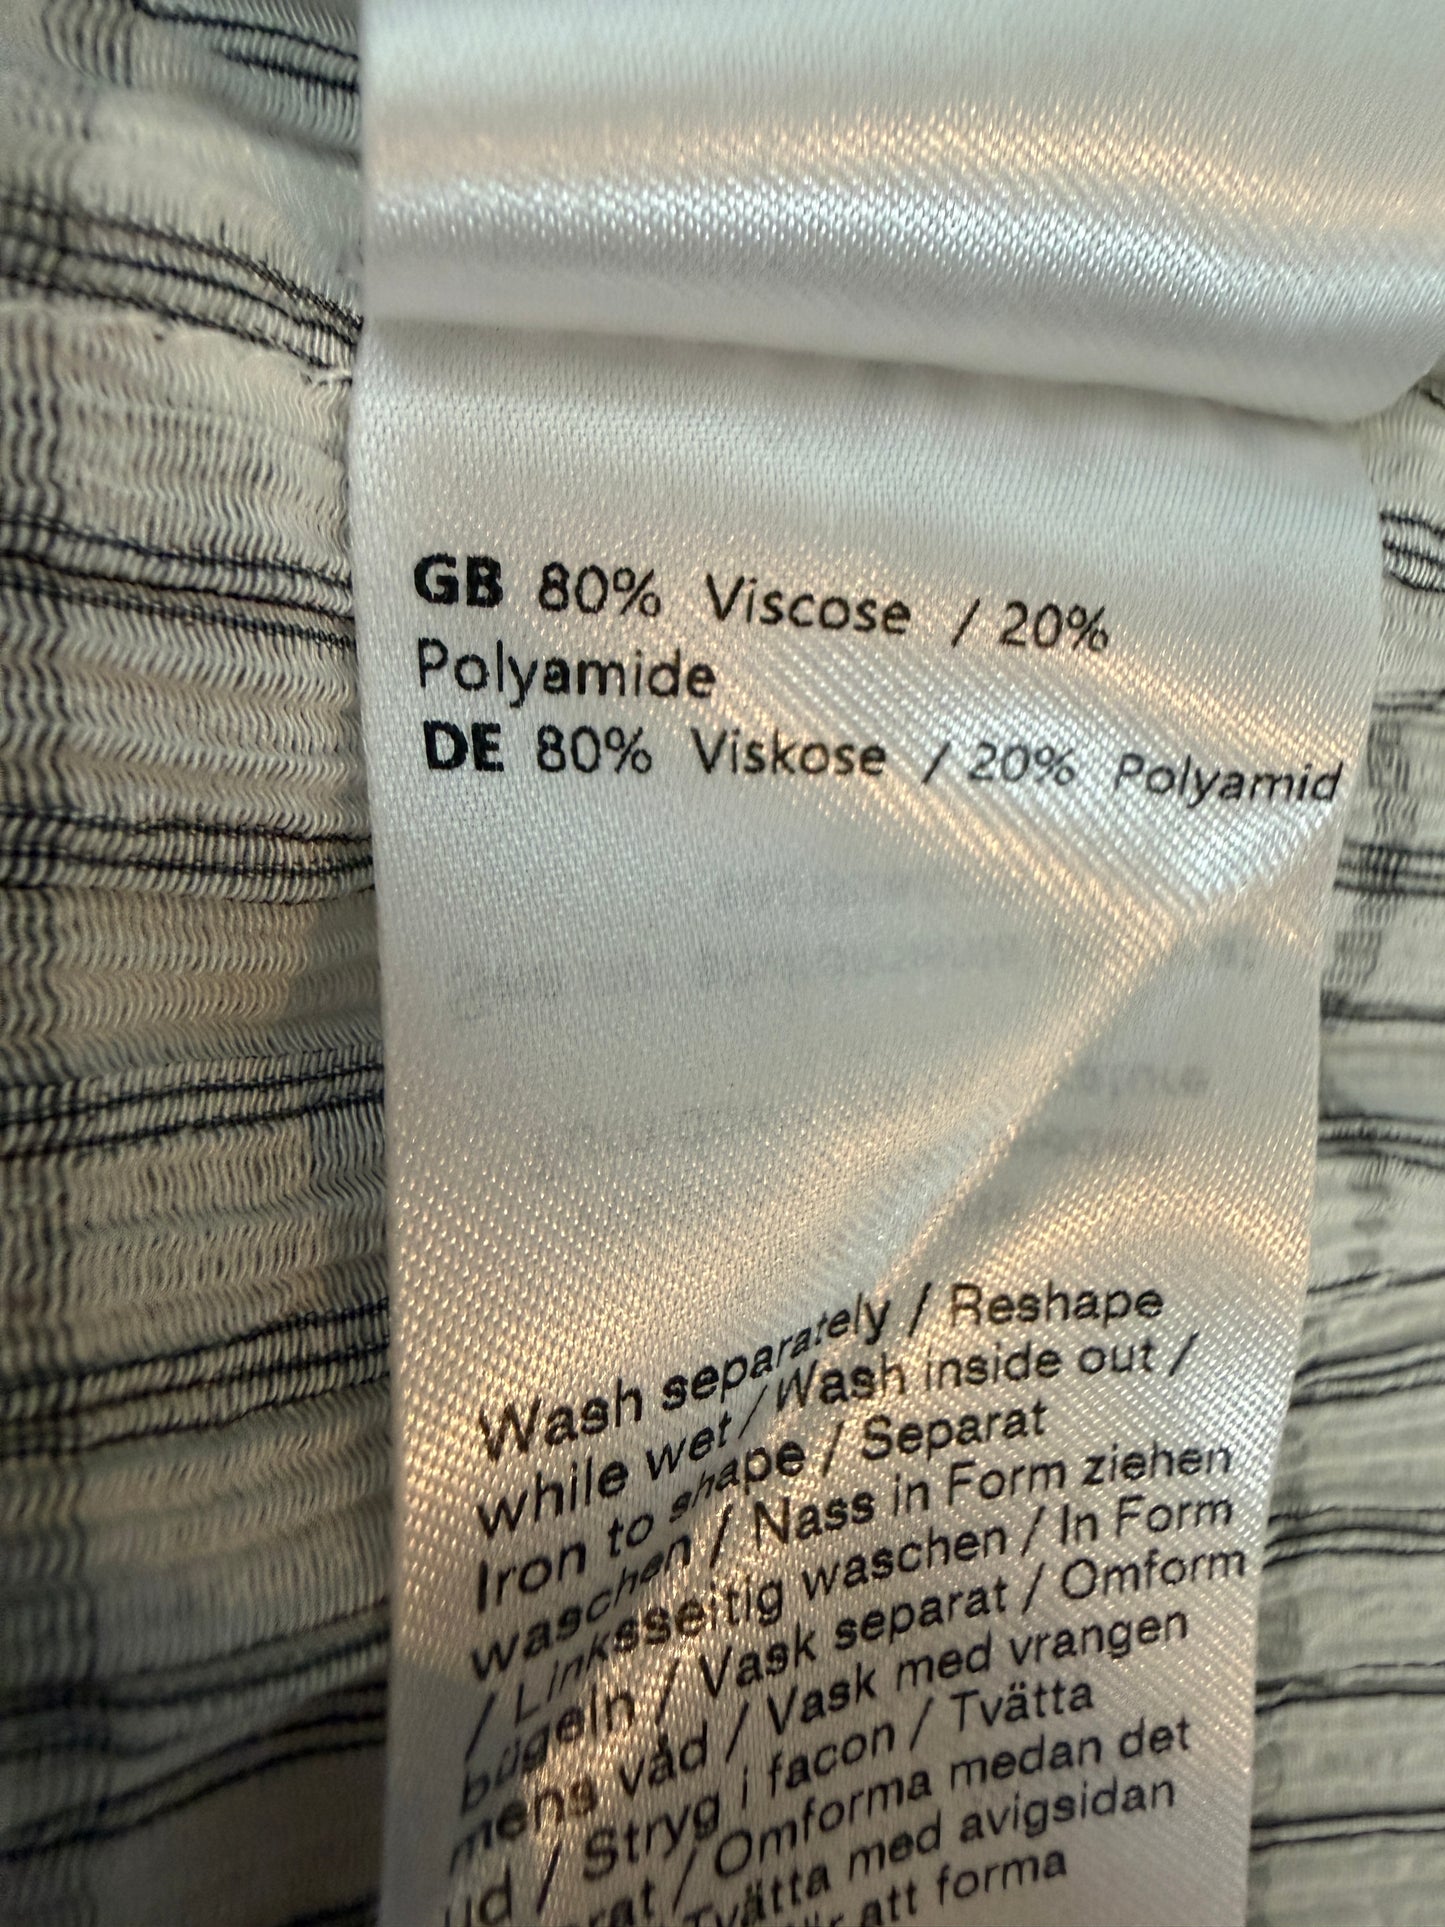 GB 80% Viscose / 20%
Polyamide
DE 80% Viskose / 20% Polyamid
Wash separately / Reshape
while wet / Wash inside out /
Iron to shape / Separat
waschen / Nass in Form ziehen
/ Linksseitig waschen / In Form
bügeln / Vask separat / Omform
mens våd / Vask med vrangen
ud / Stryg i facon / Tvätta
/ Omforma medan det
Tvätta med avigsidan
att forma